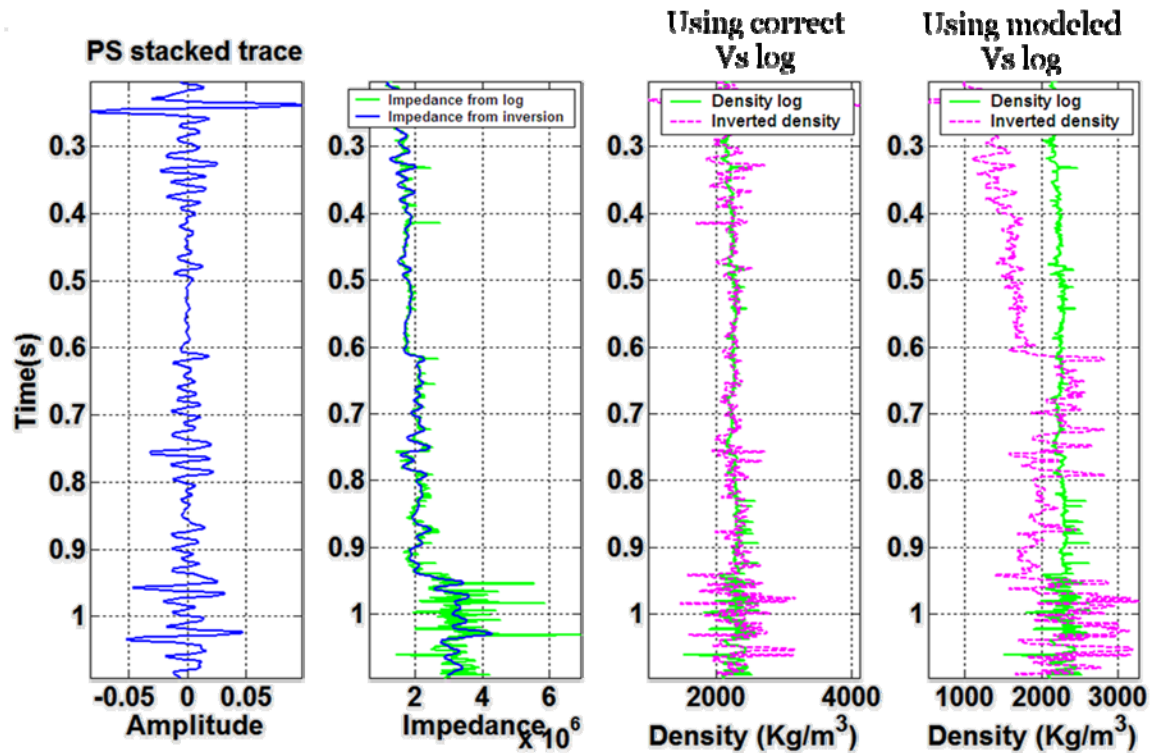 Using correct
Vs log
Using modeled
Vs log
PS stacked trace
Impedance from log
Impedance from inversion
Density log
Inverted density
Density log
Inverted density
Time(s)
0.3
0.4
0.5
0.6
0.7
0.8
0.9
1
0.3
0.4
0.5
0.6
0.7
0.8
0.9
1
0.3
0.4
0.5
0.6
0.7
0.8
0.9
1
0.3
0.4
0.5
0.6
0.7
0.8
0.9
1
-0.05 0 0.05
Amplitude
2 4 6
Impedance x 10^6
2000 4000
Density (Kg/m^3)
1000 2000 3000
Density (Kg/m^3)